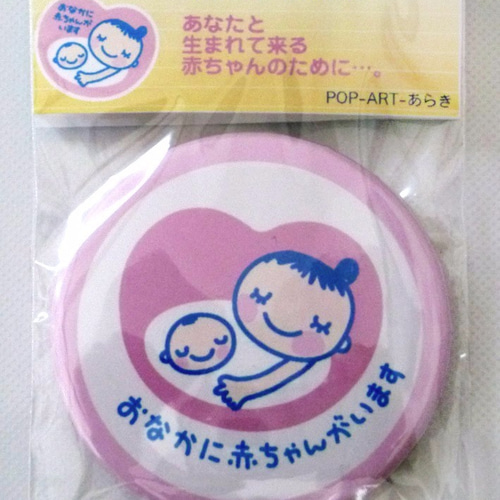 おなかに
赤ちゃんが
います
あなたと
生まれて来る
赤ちゃんのために…。
POP-ART-あらき
おなかに赤ちゃんがいます